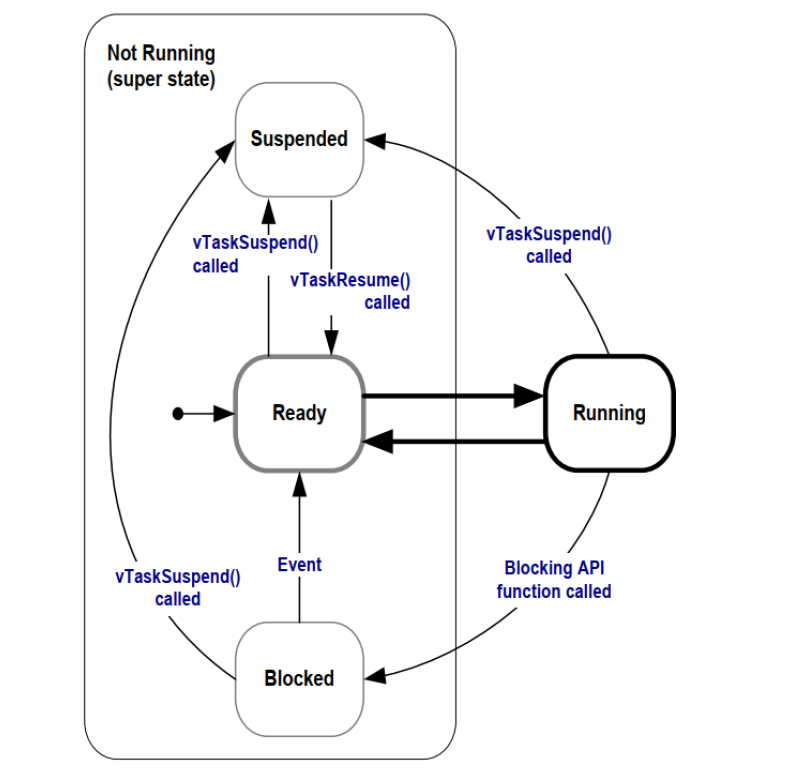 Not Running
(super state)
Suspended
vTaskSuspend()
called
vTaskResume()
called
vTaskSuspend()
called
Ready
Running
Event
vTaskSuspend()
called
Blocking API
function called
Blocked